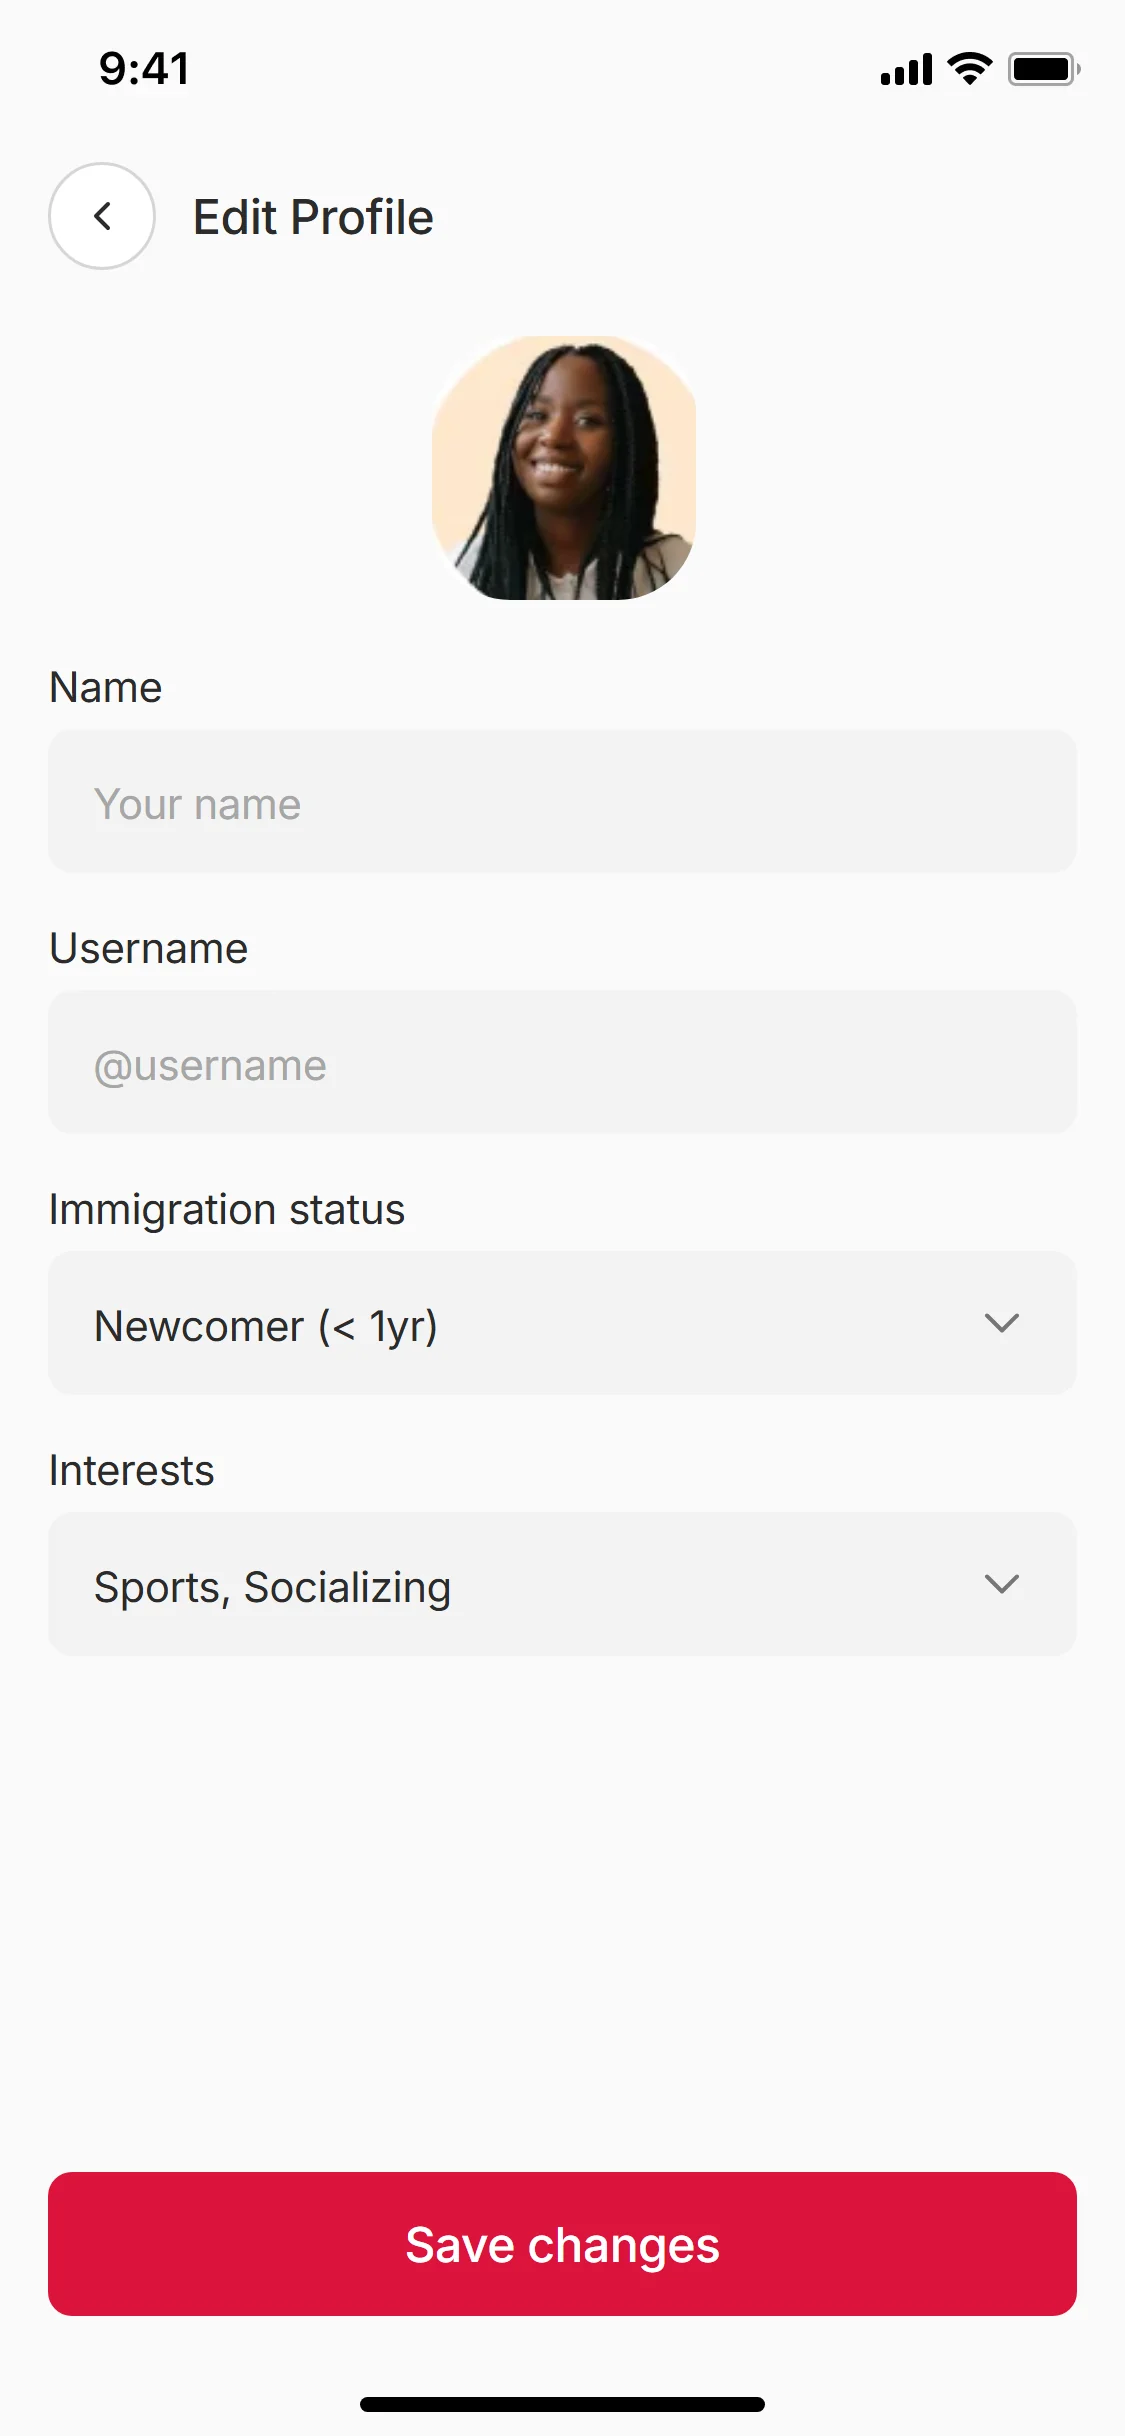 9:41
Edit Profile
Name
Your name
Username
@username
Immigration status
Newcomer (< 1yr)
Interests
Sports, Socializing
Save changes